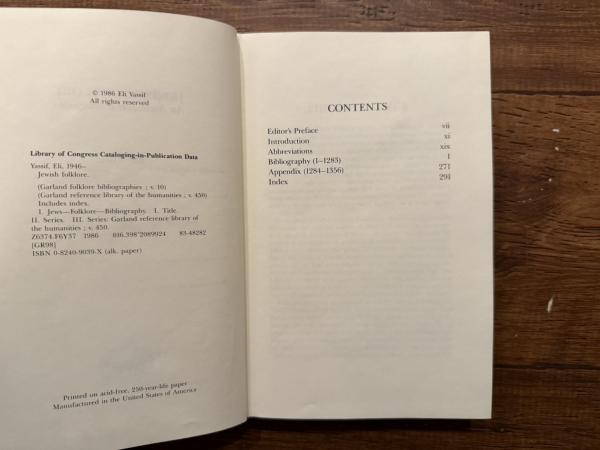 © 1986 Eli Yassif
All rights reserved
Library of Congress Cataloging-in-Publication Data
Yassif, Eli, 1946–
Jewish folklore.
(Garland folklore bibliographies ; v. 10)
(Garland reference library of the humanities ; v. 450)
Includes index.
1. Jews—Folklore—Bibliography. I. Title.
II. Series. III. Series: Garland reference library of
the humanities ; v. 450.
Z6374.F6Y37 1986 016.398'2089924 83-48282
[GR98]
ISBN 0-8240-9039-X (alk. paper)
Printed on acid-free, 250-year-life paper
Manufactured in the United States of America
CONTENTS
Editor's Preface vii
Introduction xi
Abbreviations xix
Bibliography (1–1283) 1
Appendix (1284–1356) 271
Index 291